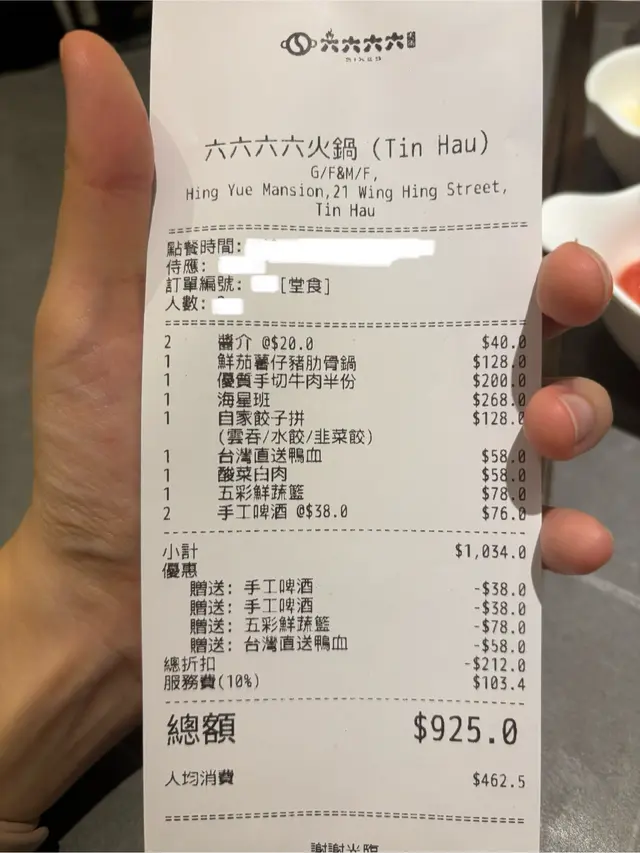 六六六六
SIXES
六六六六火鍋 (Tin Hau)
G/F&M/F,
Hing Yue Mansion,21 Wing Hing Street,
Tin Hau
點餐時間:
侍應:
訂單編號: [堂食]
人數:
2 醬介 @$20.0 $40.0
1 鮮茄薯仔豬肋骨鍋 $128.0
1 優質手切牛肉半份 $200.0
1 海星班 $268.0
1 自家餃子拼 $128.0
(雲吞/水餃/韭菜餃)
1 台灣直送鴨血 $58.0
1 酸菜白肉 $58.0
1 五彩鮮蔬籃 $78.0
2 手工啤酒 @$38.0 $76.0
小計 $1,034.0
優惠
贈送: 手工啤酒 -$38.0
贈送: 手工啤酒 -$38.0
贈送: 五彩鮮蔬籃 -$78.0
贈送: 台灣直送鴨血 -$58.0
總折扣 -$212.0
服務費(10%) $103.4
總額 $925.0
人均消費 $462.5
謝謝光臨